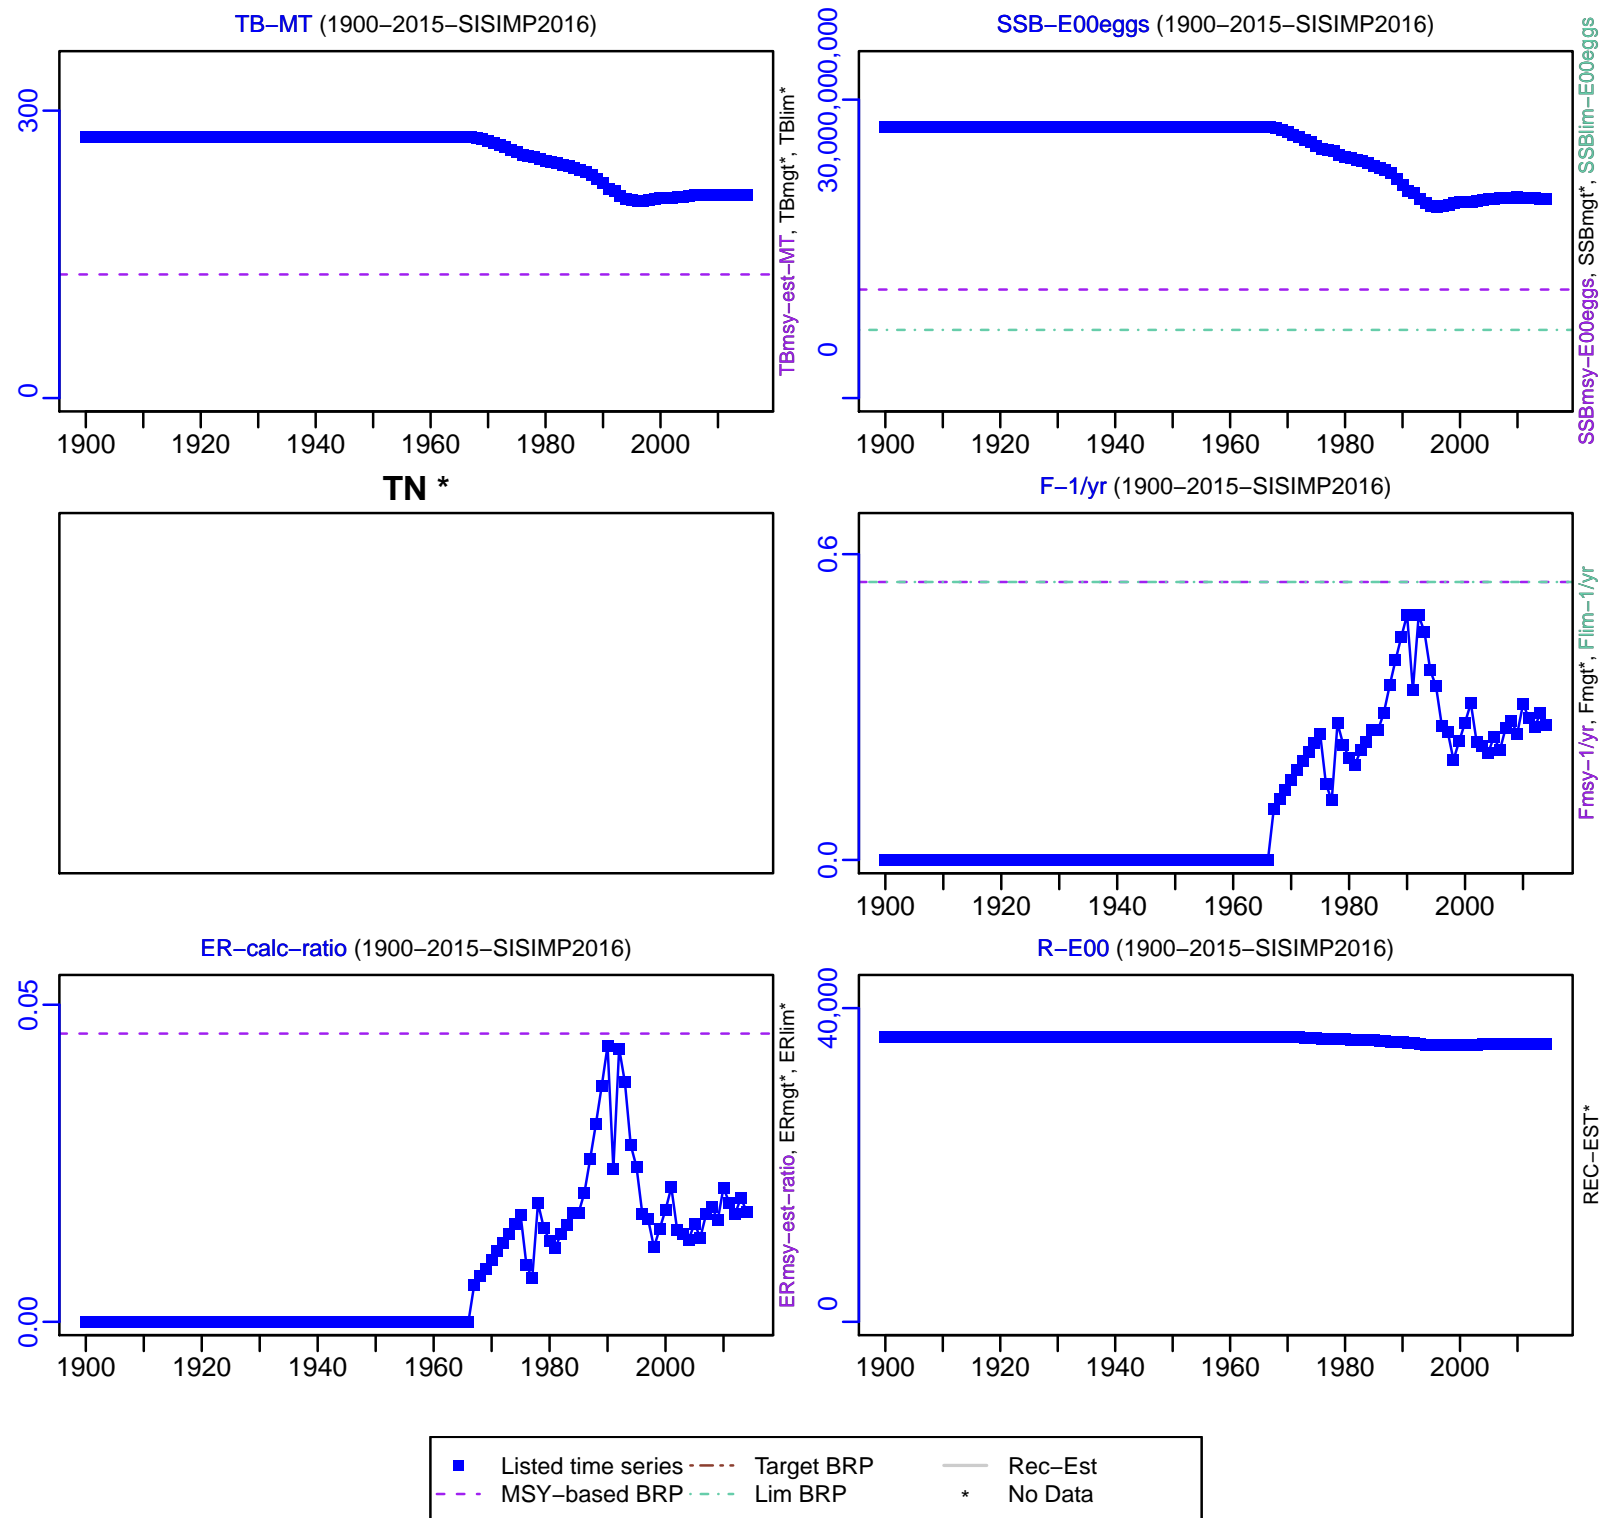 TB−MT (1900−2015−SISIMP2016)
0 300
1900 1920 1940 1960 1980 2000
TBmsy−est−MT, TBmgt*, TBlim*
SSB−E00eggs (1900−2015−SISIMP2016)
0 30,000,000
1900 1920 1940 1960 1980 2000
SSBmsy−E00eggs, SSBmgt*, SSBlim−E00eggs
TN *
F−1/yr (1900−2015−SISIMP2016)
0.0 0.6
1900 1920 1940 1960 1980 2000
Fmsy−1/yr, Fmgt*, Flim−1/yr
ER−calc−ratio (1900−2015−SISIMP2016)
0.00 0.05
1900 1920 1940 1960 1980 2000
ERmsy−est−ratio, ERmgt*, ERlim*
R−E00 (1900−2015−SISIMP2016)
0 40,000
1900 1920 1940 1960 1980 2000
REC−EST*
Listed time series Target BRP Rec−Est
MSY−based BRP Lim BRP * No Data